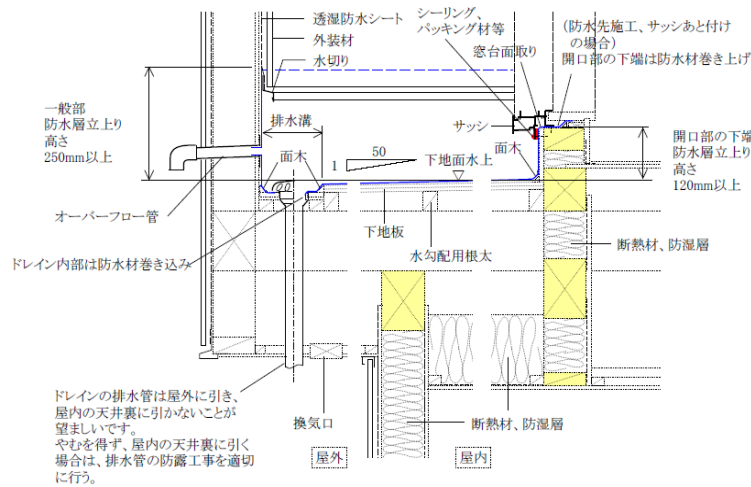 透湿防水シート
外装材
水切り
シーリング、
パッキング材等
窓台面取り
(防水先施工、サッシあと付け
の場合)
開口部の下端は防水材巻き上げ
一般部
防水層立上り
高さ
250mm以上
排水溝
面木
1
50
下地面水上
サッシ
面木
開口部の下端
防水層立上り
高さ
120mm以上
オーバーフロー管
下地板
水勾配用根太
断熱材、防湿層
ドレイン内部は防水材巻き込み
ドレインの排水管は屋外に引き、
屋内の天井裏に引かないことが
望ましいです。
やむを得ず、屋内の天井裏に引く
場合は、排水管の防露工事を適切
に行う。
換気口
断熱材、防湿層
屋外
屋内